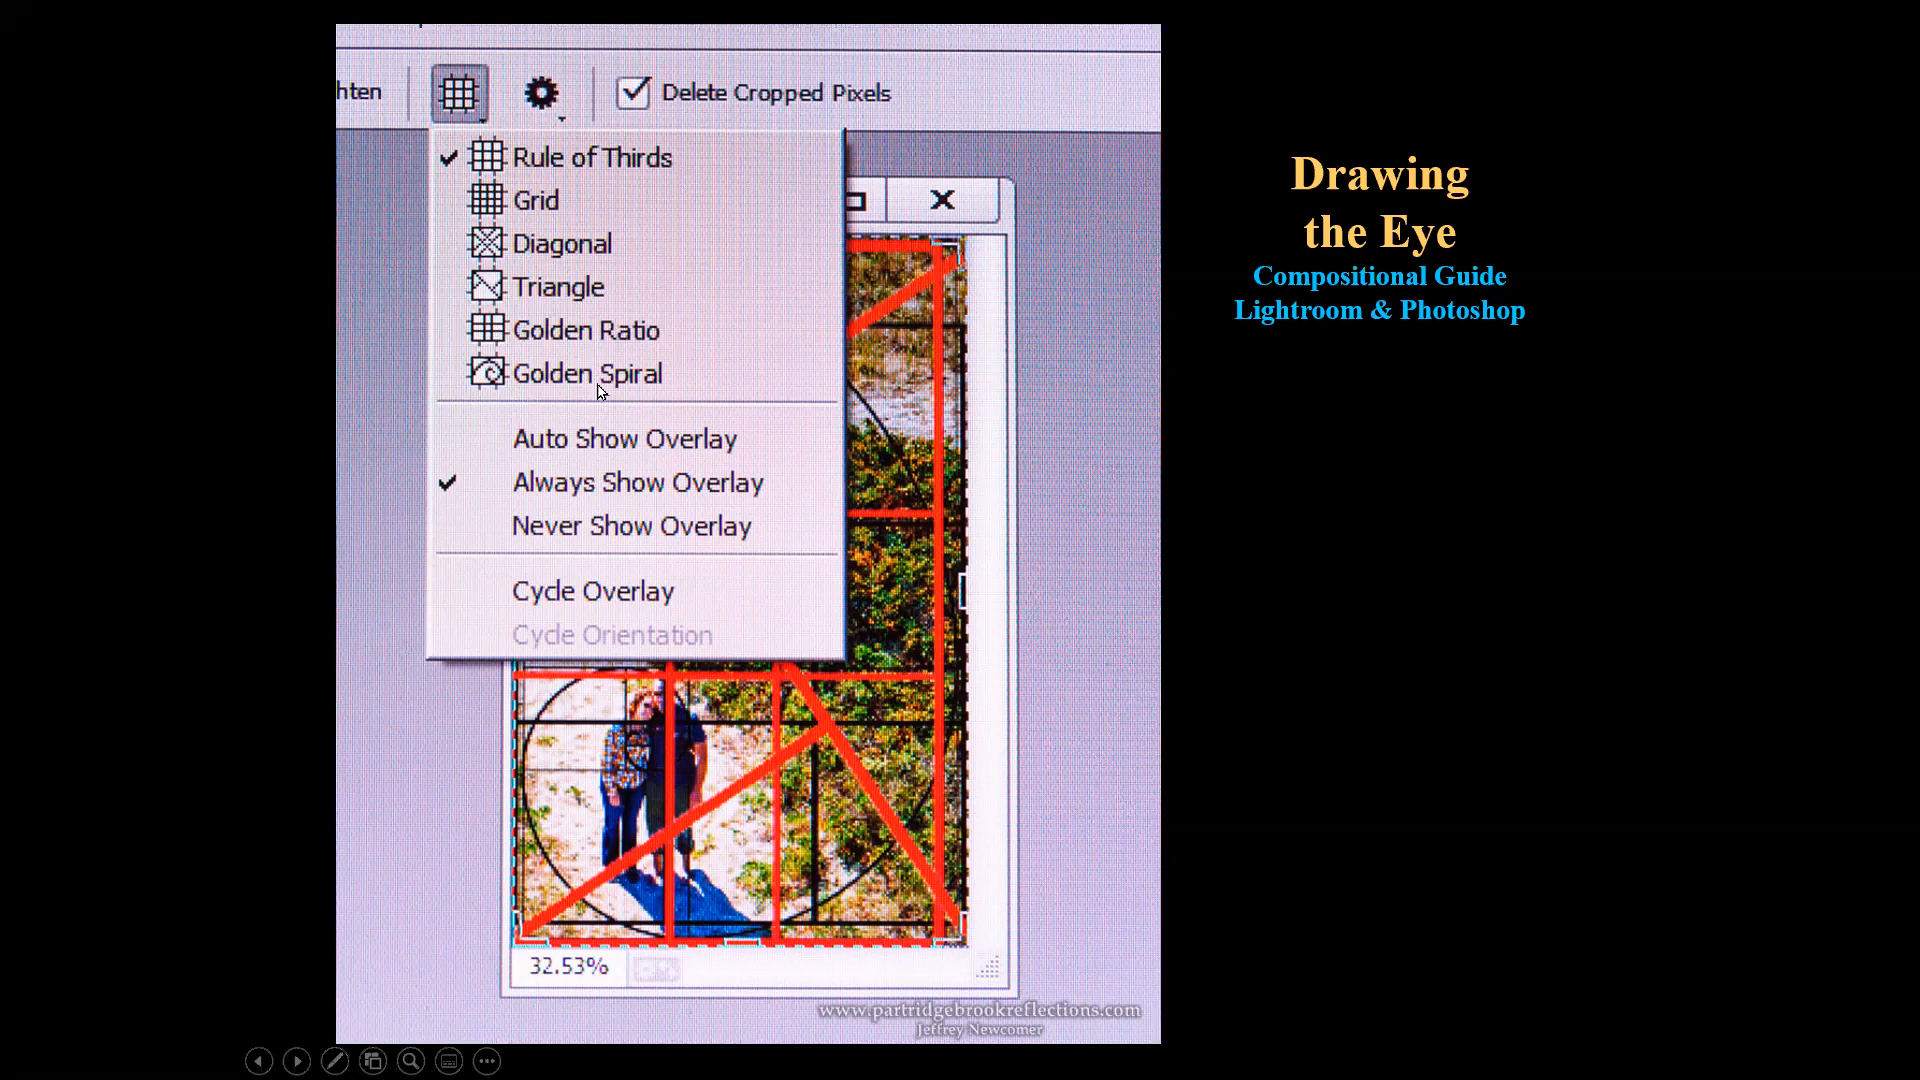 hten
Delete Cropped Pixels
Rule of Thirds
Grid
Diagonal
Triangle
Golden Ratio
Golden Spiral
Auto Show Overlay
Always Show Overlay
Never Show Overlay
Cycle Overlay
Cycle Orientation
32.53%
www.partridgebrookreflections.com
Jeffrey Newcomer
Drawing
the Eye
Compositional Guide
Lightroom & Photoshop